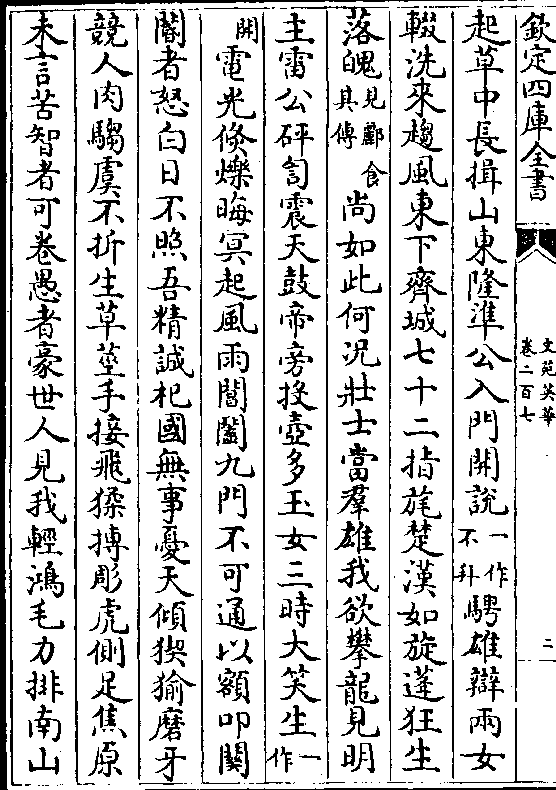 欽定四庫全書
文苑英華
卷二百七
二
起草中長揖山東隆準公入門開說一作不升騁雄辯兩女
輟洗來趨風東下齊城七十二指旄楚漢如旋蓬狂生
落魄見酈食其傳尚如此何況壯士當羣雄我欲攀龍見明
主雷公砰訇震天鼓帝旁投壺多玉女三時大笑生一作
開電光倐爍晦冥起風雨閶闔九門不可通以額叩關
閽者怒白日不照吾精誠杞國無事憂天傾猰㺄磨牙
競人肉騶虞不折生草莖手接飛猱搏彫虎側足焦原
未言苦智者可卷愚者豪世人見我輕鴻毛力排南山